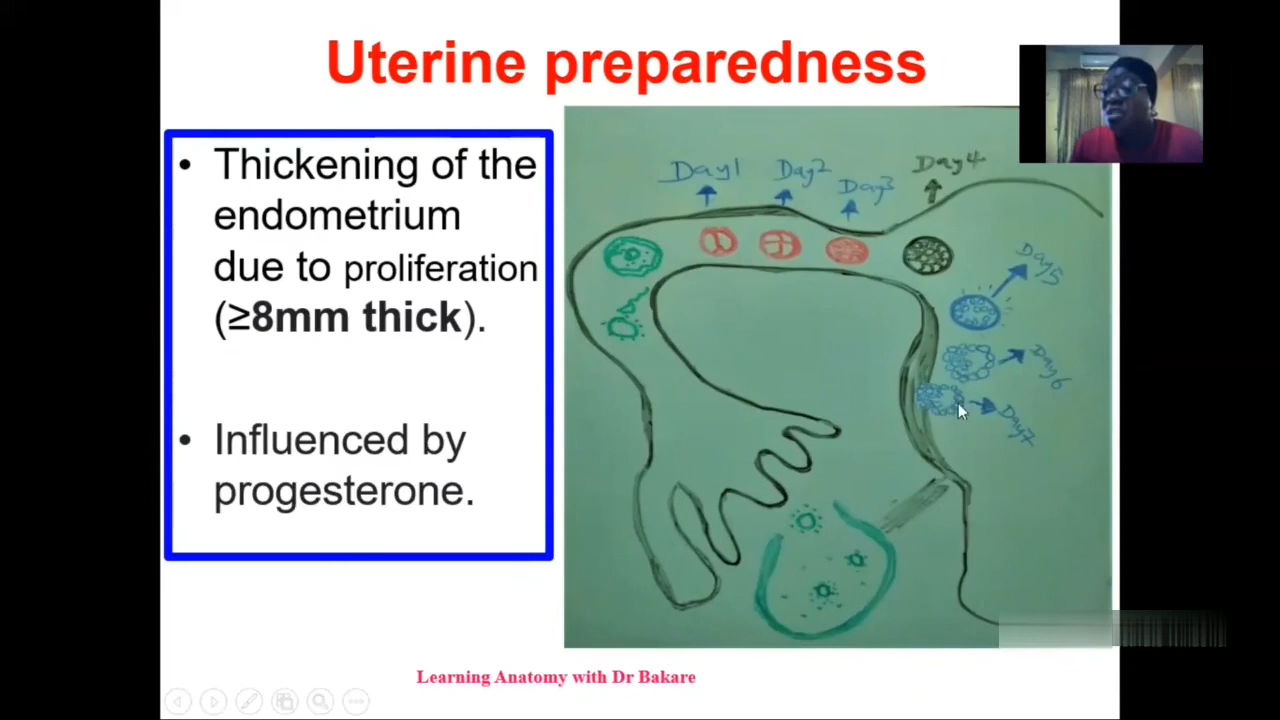 Uterine preparedness
• Thickening of the
endometrium
due to proliferation
(≥8mm thick).
• Influenced by
progesterone.
Day1
Day2
Day3
Day4
Day5
Day6
Day7
Learning Anatomy with Dr Bakare